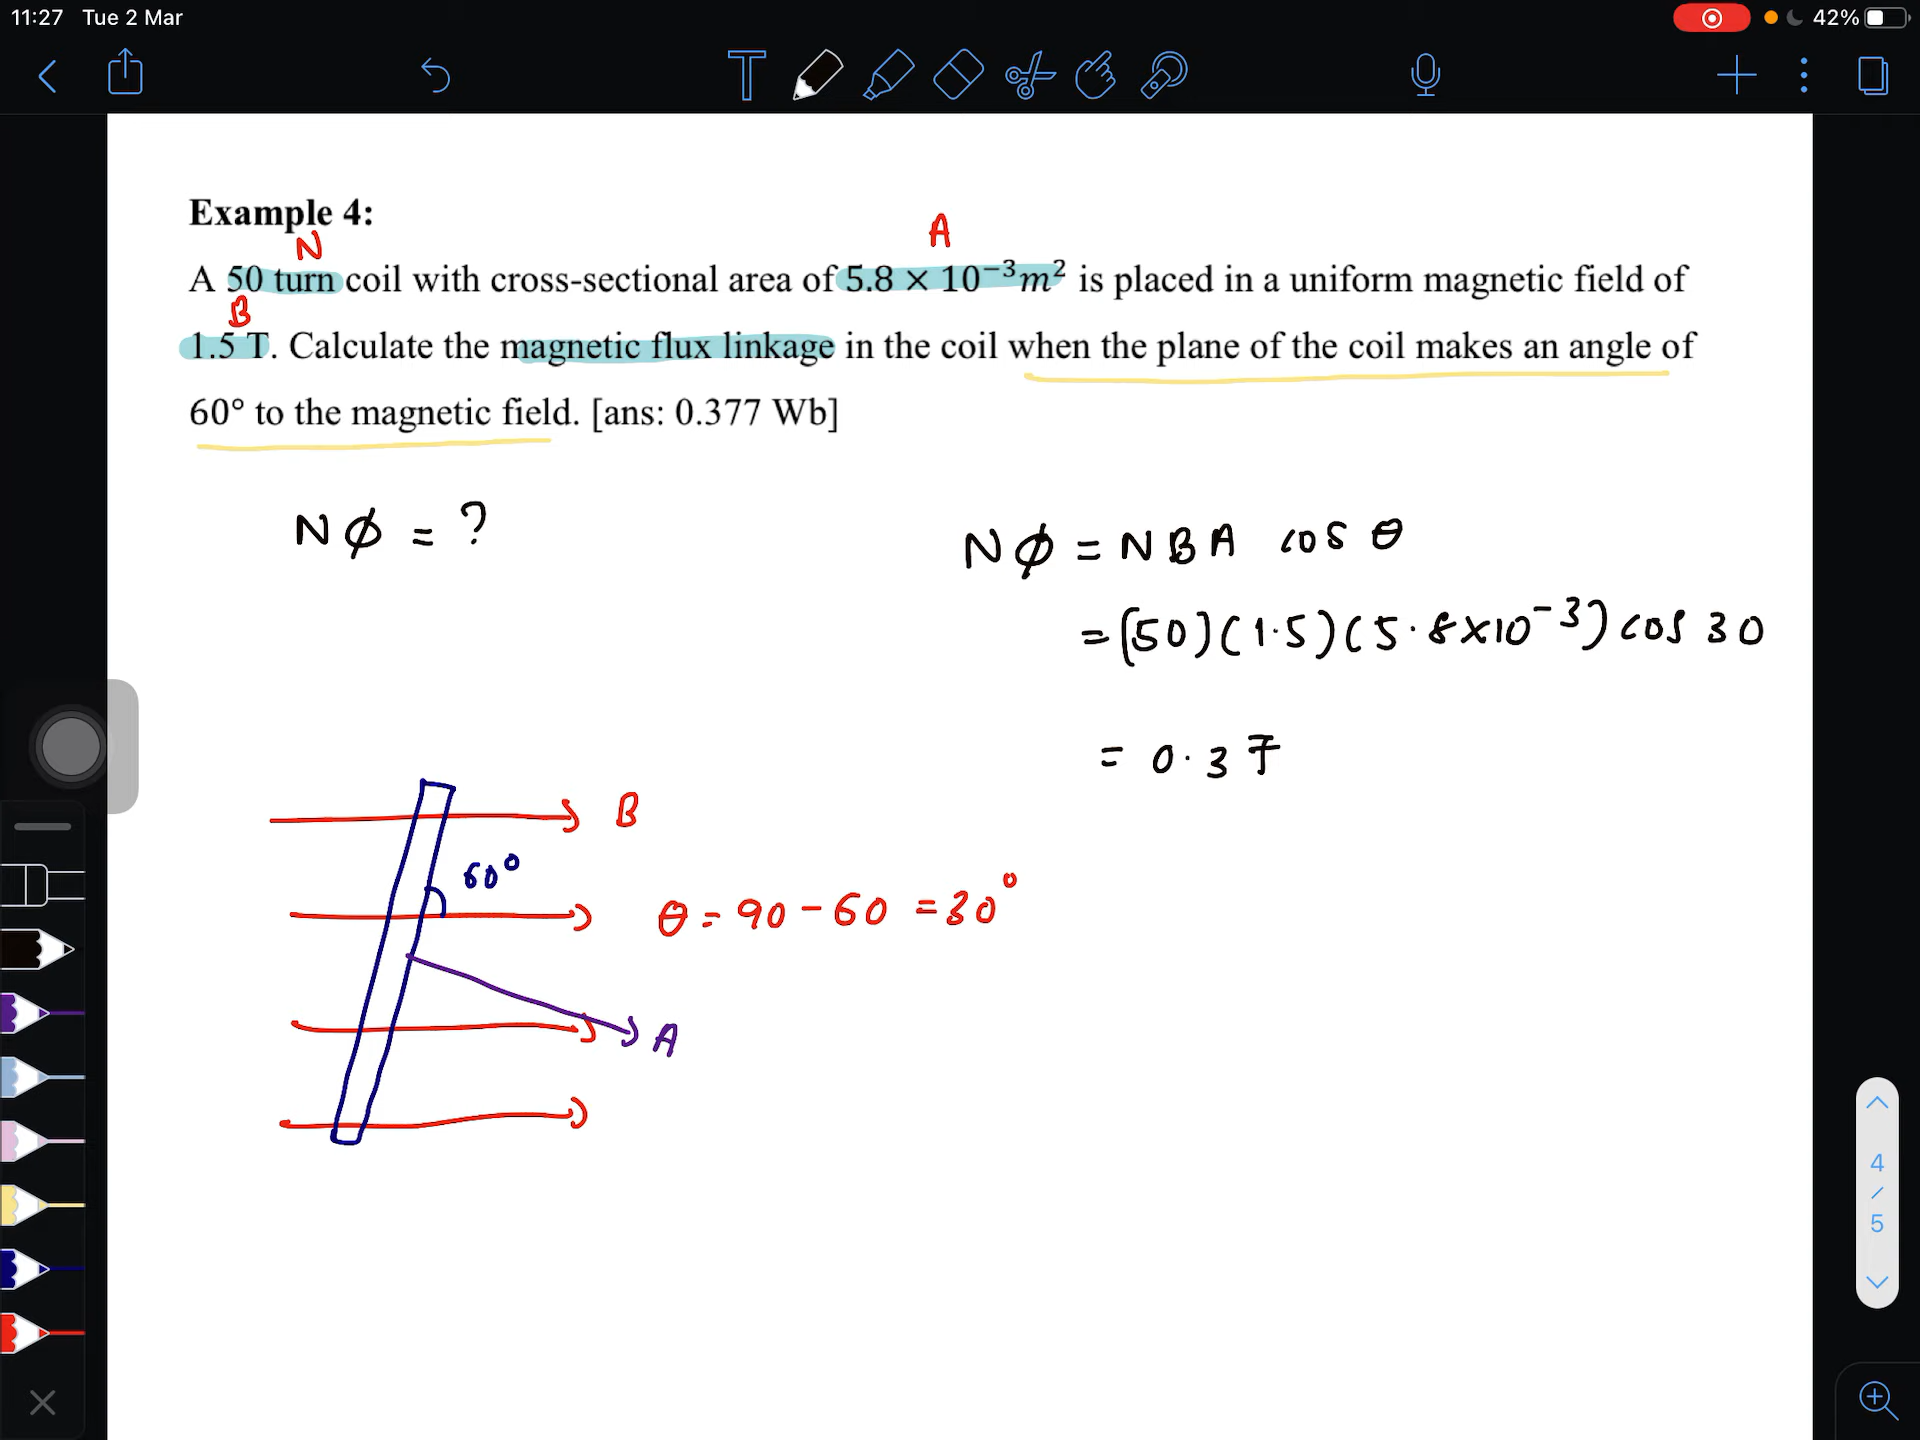 11:27 Tue 2 Mar
42%
T
Example 4:
N
A
A 50 turn coil with cross-sectional area of 5.8 × 10⁻³m² is placed in a uniform magnetic field of
B
1.5 T. Calculate the magnetic flux linkage in the coil when the plane of the coil makes an angle of
60° to the magnetic field. [ans: 0.377 Wb]
Nϕ = ?
Nϕ = NBA cos θ
= (50)(1.5)(5.8×10⁻³) cos 30
= 0.37
B
60°
θ = 90 - 60 = 30°
A
4
/
5